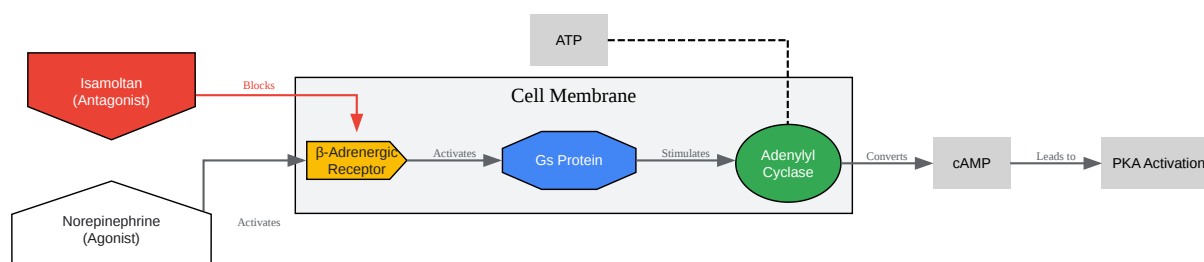 ATP
Isamoltan
(Antagonist)
Blocks
Cell Membrane
β-Adrenergic
Receptor
Activates
Gs Protein
Stimulates
Adenylyl
Cyclase
Converts
cAMP
Leads to
PKA Activation
Norepinephrine
(Agonist)
Activates